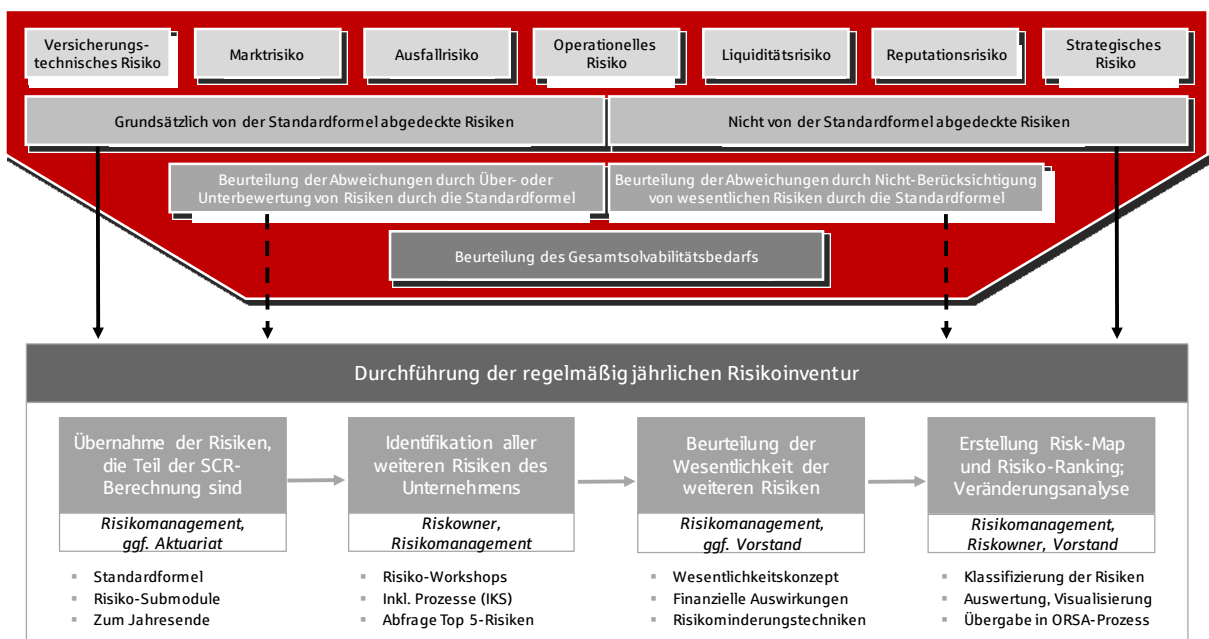 Versicherungs-
technisches Risiko
Marktrisiko
Ausfallrisiko
Operationelles
Risiko
Liquiditätsrisiko
Reputationsrisiko
Strategisches
Risiko
Grundsätzlich von der Standardformel abgedeckte Risiken
Nicht von der Standardformel abgedeckte Risiken
Beurteilung der Abweichungen durch Über- oder
Unterbewertung von Risiken durch die Standardformel
Beurteilung der Abweichungen durch Nicht-Berücksichtigung
von wesentlichen Risiken durch die Standardformel
Beurteilung des Gesamtsolvabilitätsbedarfs
Durchführung der regelmäßig jährlichen Risikoinventur
Übernahme der Risiken,
die Teil der SCR-
Berechnung sind
Risikomanagement,
ggf. Aktuariat
▪ Standardformel
▪ Risiko-Submodule
▪ Zum Jahresende
Identifikation aller
weiteren Risiken des
Unternehmens
Riskowner,
Risikomanagement
▪ Risiko-Workshops
▪ Inkl. Prozesse (IKS)
▪ Abfrage Top 5-Risiken
Beurteilung der
Wesentlichkeit der
weiteren Risiken
Risikomanagement,
ggf. Vorstand
▪ Wesentlichkeitskonzept
▪ Finanzielle Auswirkungen
▪ Risikominderungstechniken
Erstellung Risk-Map
und Risiko-Ranking;
Veränderungsanalyse
Risikomanagement,
Riskowner, Vorstand
▪ Klassifizierung der Risiken
▪ Auswertung, Visualisierung
▪ Übergabe in ORSA-Prozess